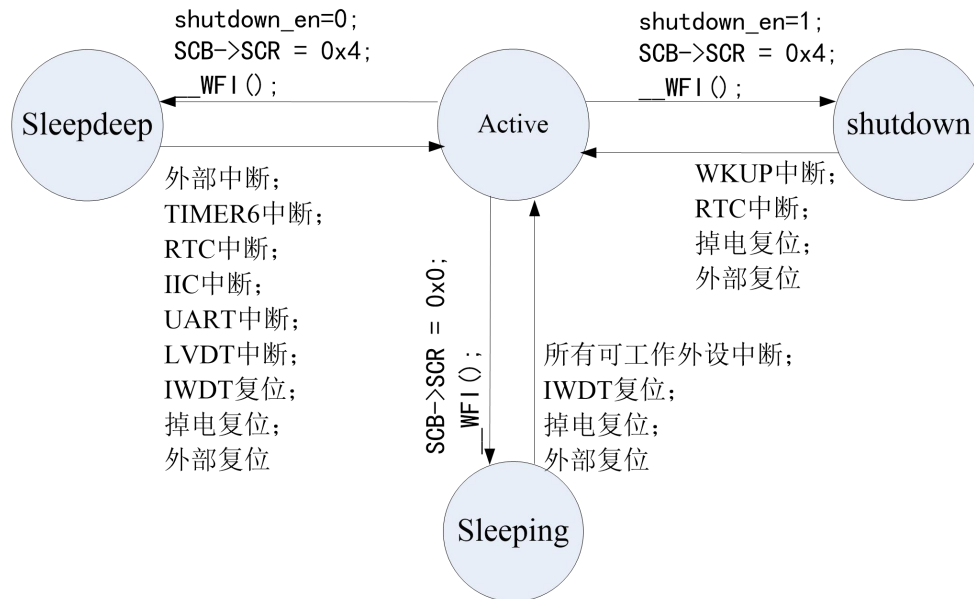 shutdown_en=0;
SCB->SCR = 0x4;
__WFI();
shutdown_en=1;
SCB->SCR = 0x4;
__WFI();
Sleepdeep
Active
shutdown
外部中断；
TIMER6中断；
RTC中断；
IIC中断；
UART中断；
LVDT中断；
IWDT复位；
掉电复位；
外部复位
WKUP中断；
RTC中断；
掉电复位；
外部复位
SCB->SCR = 0x0;
__WFI();
所有可工作外设中断；
IWDT复位；
掉电复位；
外部复位
Sleeping